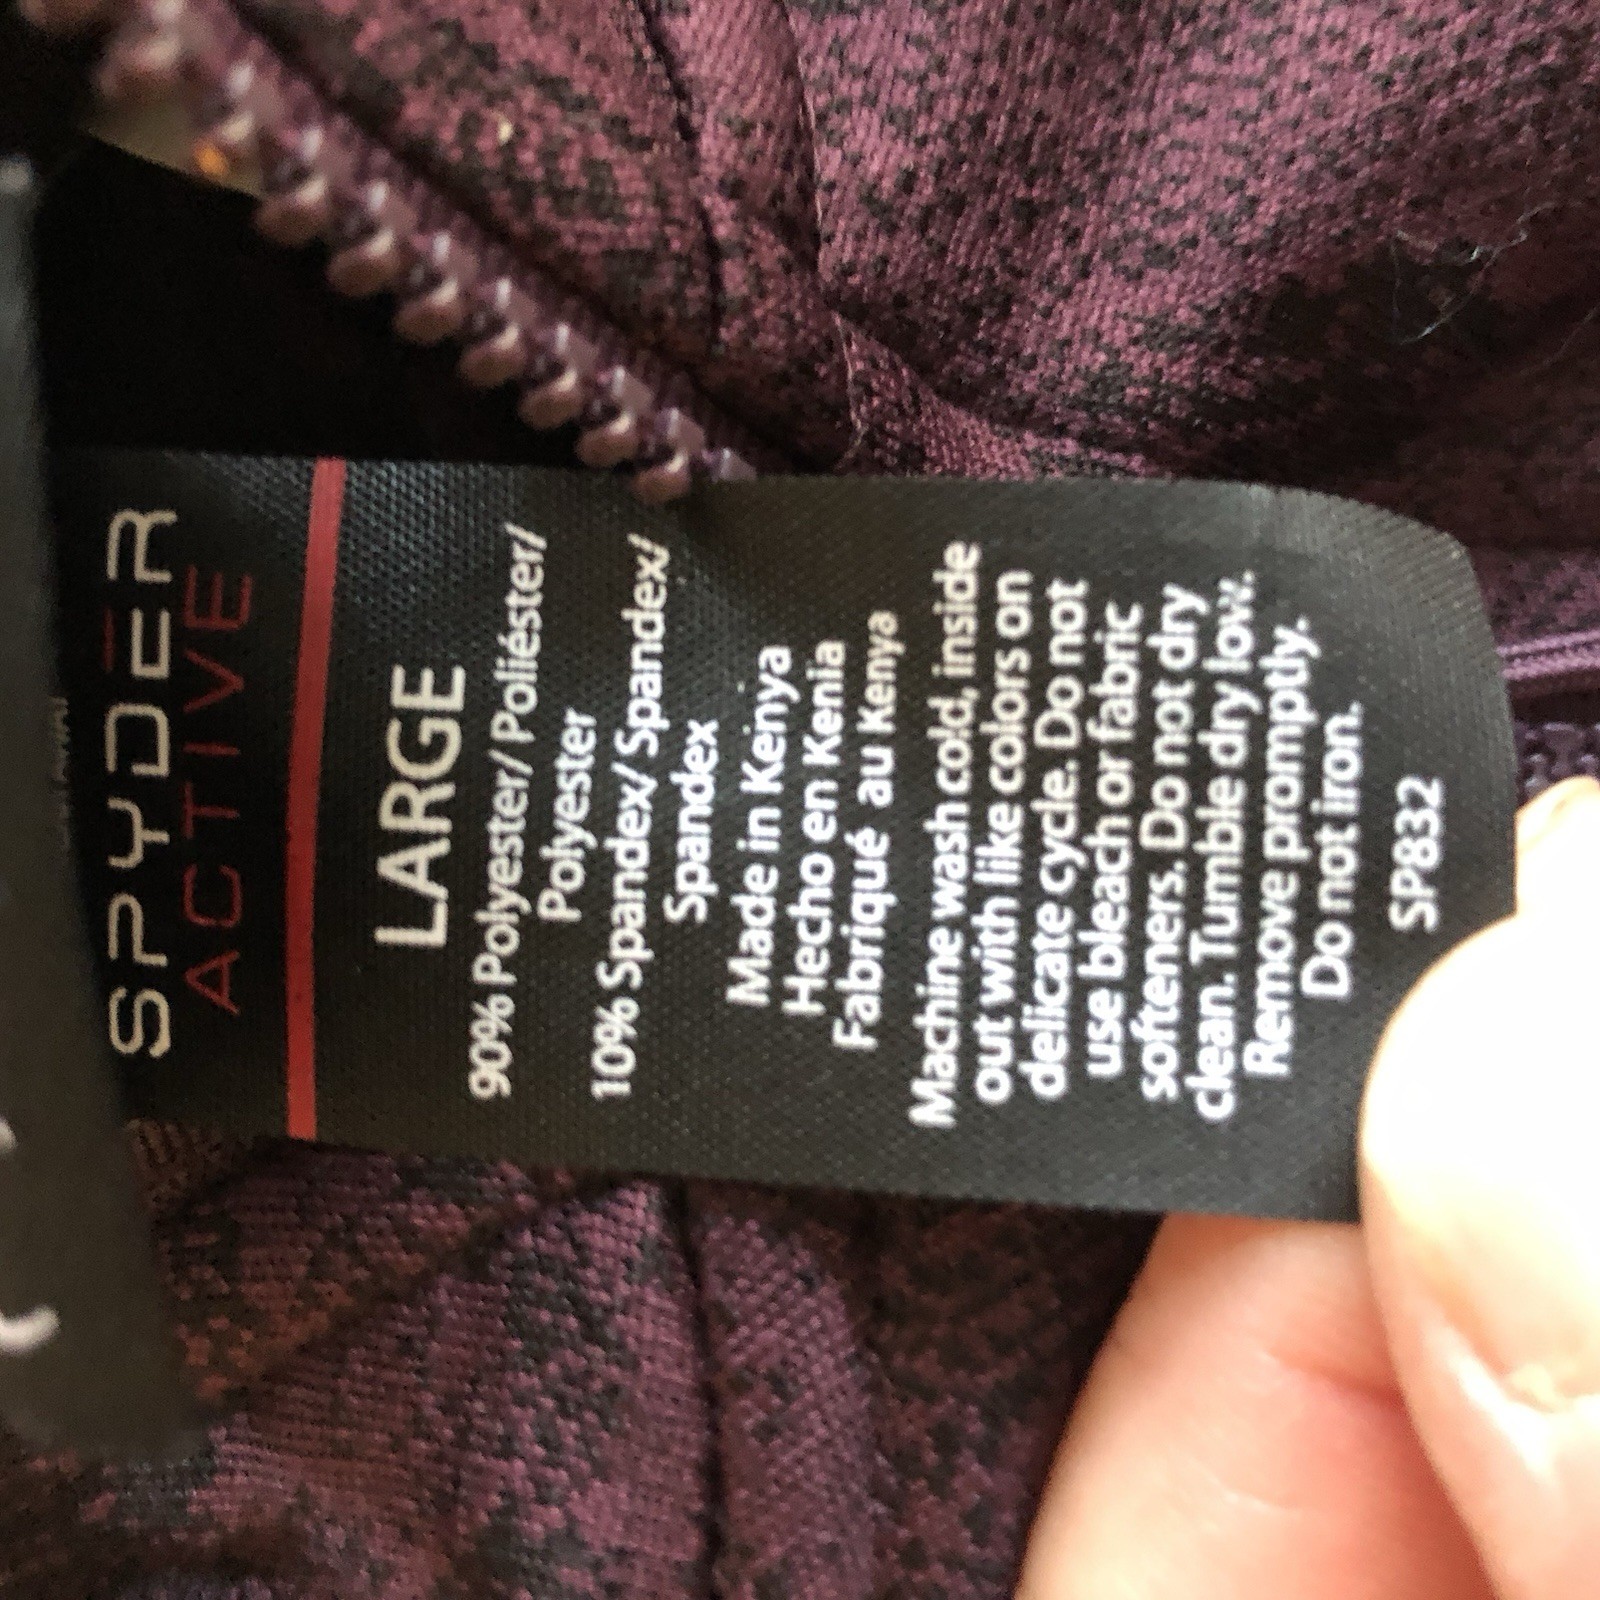 SPYDER
ACTIVE
LARGE
90% Polyester/ Poliéster/
Polyester
10% Spandex/ Spandex/
Spandex
Made in Kenya
Hecho en Kenia
Fabriqué au Kenya
Machine wash cold, inside
out with like colors on
delicate cycle. Do not
use bleach or fabric
softeners. Do not dry
clean. Tumble dry low.
Remove promptly.
Do not iron.
SP832